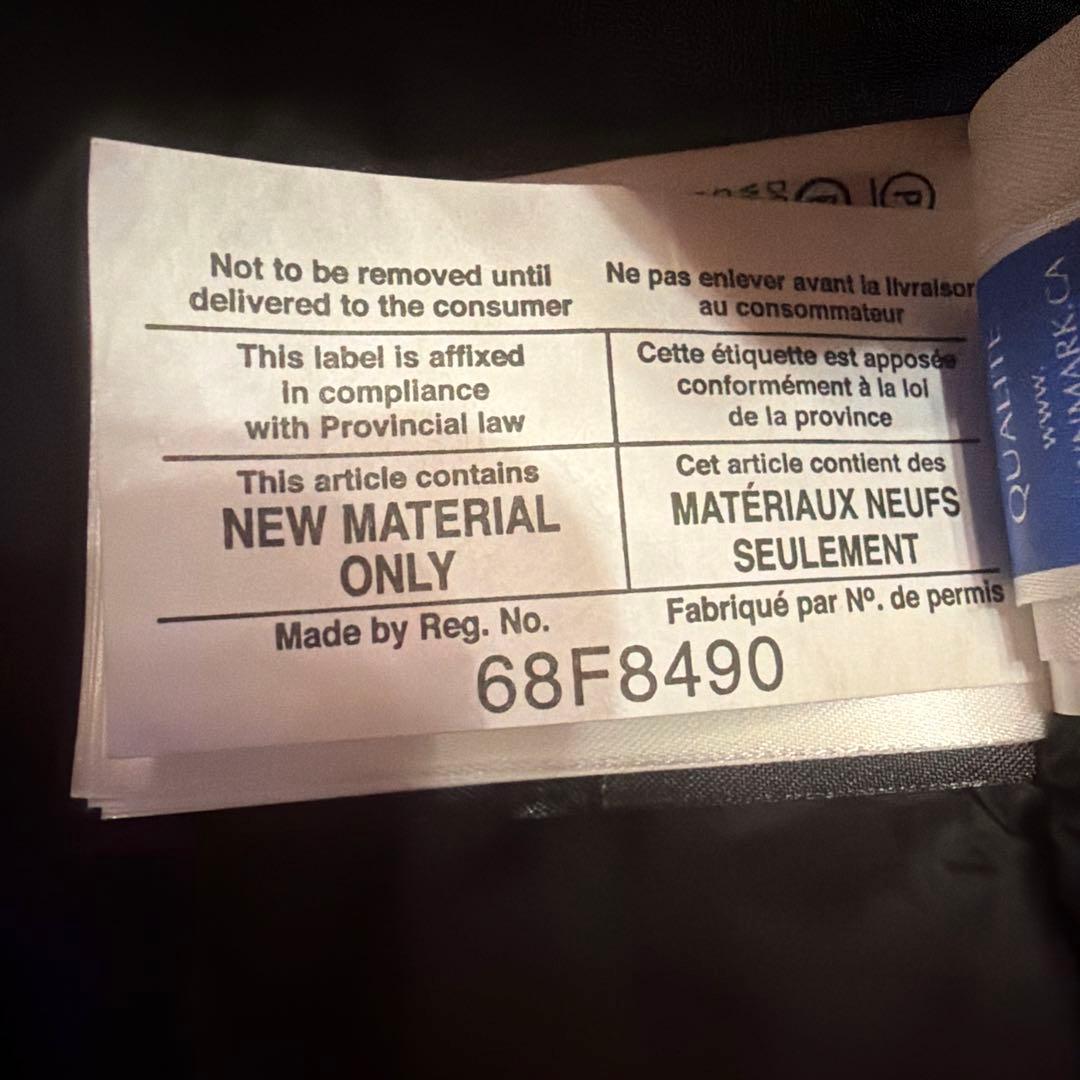 Not to be removed until
delivered to the consumer
Ne pas enlever avant la livraison
au consommateur
This label is affixed
in compliance
with Provincial law
Cette étiquette est apposée
conformément à la loi
de la province
This article contains
NEW MATERIAL
ONLY
Cet article contient des
MATÉRIAUX NEUFS
SEULEMENT
Made by Reg. No.
Fabriqué par Nº. de permis
68F8490
QUALITE
www.
MARK.CA